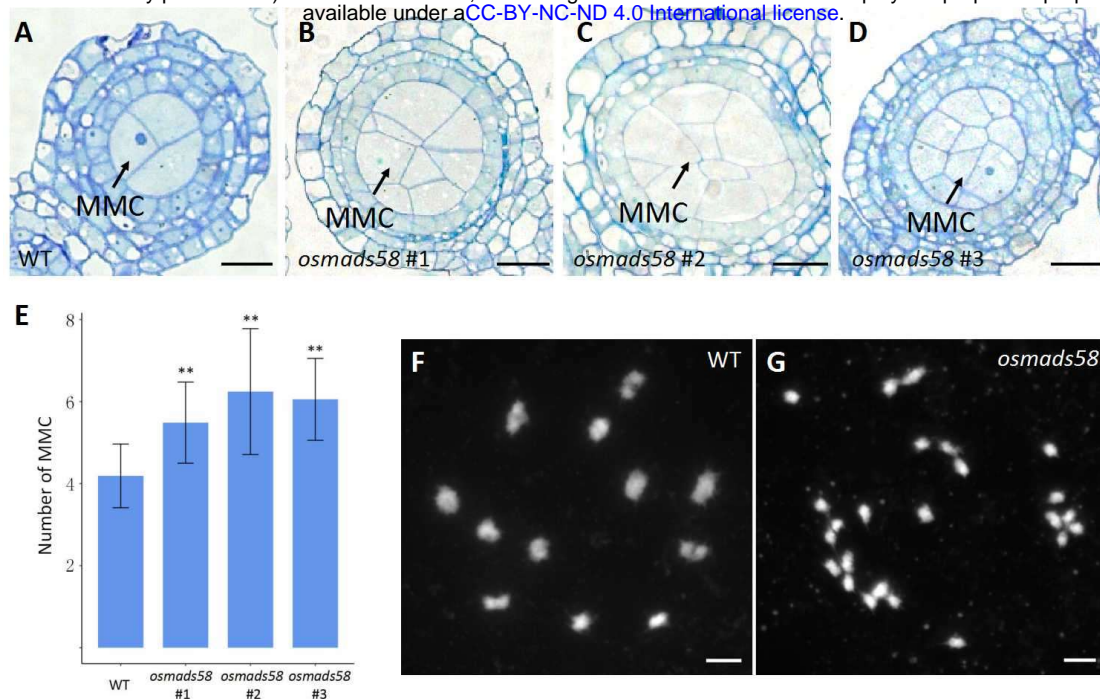 available under aCC-BY-NC-ND 4.0 International license.
A
B
C
D
MMC
MMC
MMC
MMC
WT
osmads58 #1
osmads58 #2
osmads58 #3
E
8
6
4
2
Number of MMC
**
**
**
WT
osmads58 #1
osmads58 #2
osmads58 #3
F
WT
G
osmads58